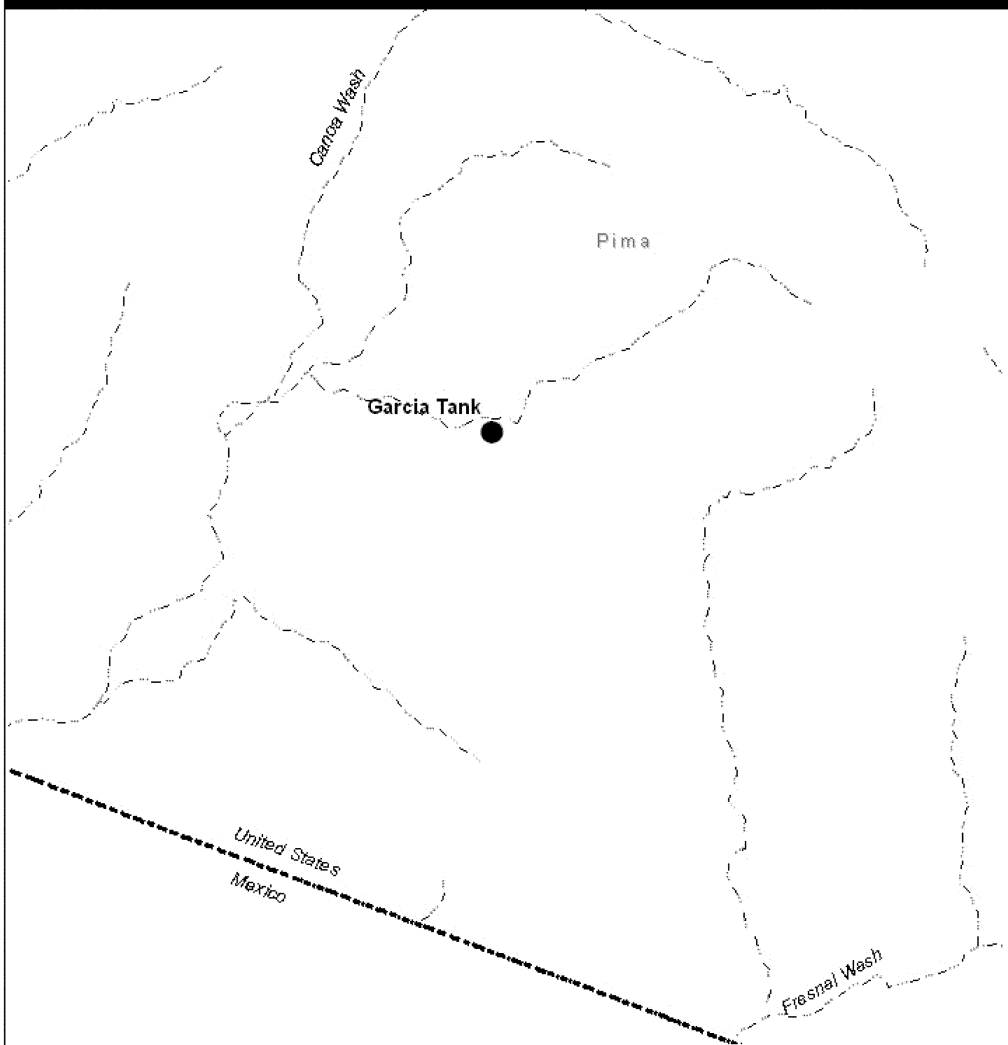 Canoa Wash
Pima
Garcia Tank
United States
Mexico
Fresnal Wash